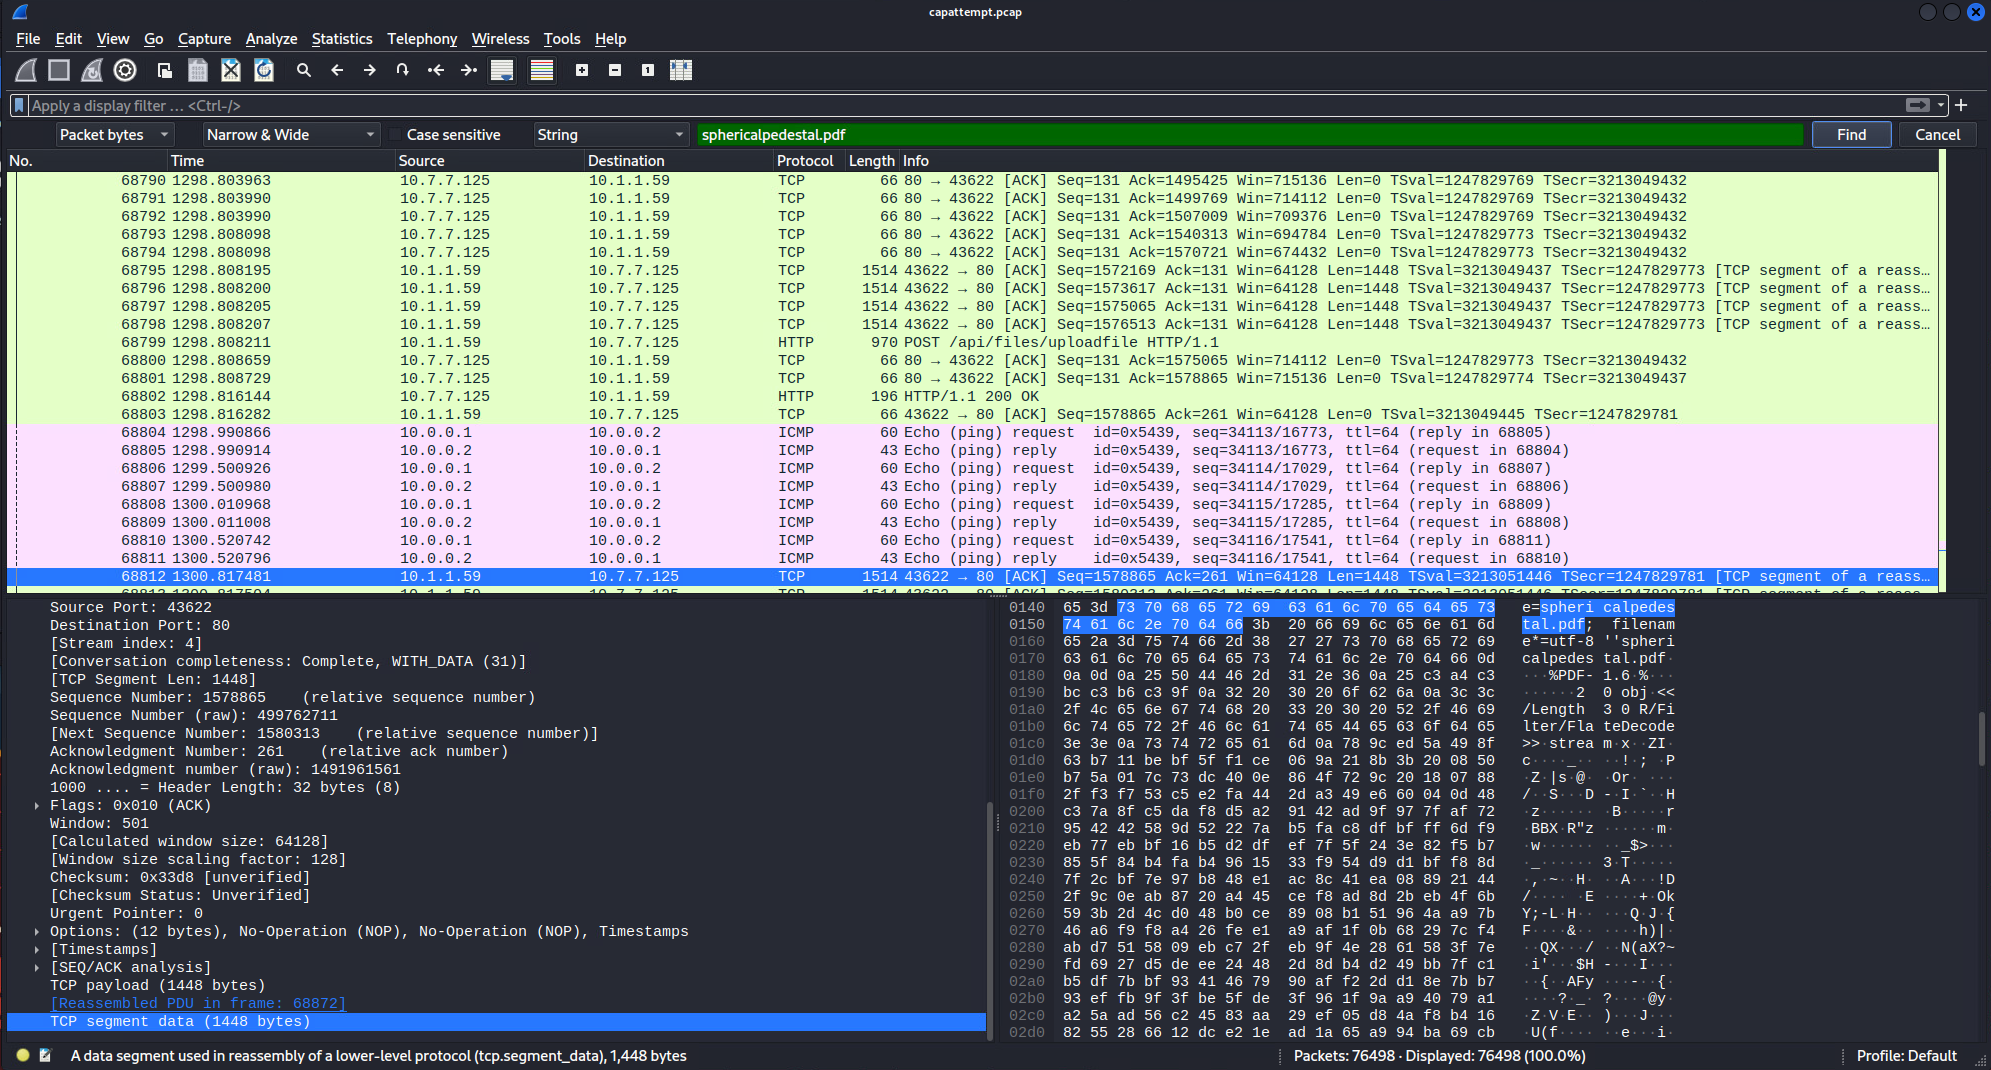 capattempt.pcap
File Edit View Go Capture Analyze Statistics Telephony Wireless Tools Help
Apply a display filter … <Ctrl-/>
Packet bytes Narrow & Wide Case sensitive String sphericalpedestal.pdf Find Cancel
No. Time Source Destination Protocol Length Info
68790 1298.803963 10.7.7.125 10.1.1.59 TCP 66 80 → 43622 [ACK] Seq=131 Ack=1495425 Win=715136 Len=0 TSval=1247829769 TSecr=3213049432
68791 1298.803990 10.7.7.125 10.1.1.59 TCP 66 80 → 43622 [ACK] Seq=131 Ack=1499769 Win=714112 Len=0 TSval=1247829769 TSecr=3213049432
68792 1298.803990 10.7.7.125 10.1.1.59 TCP 66 80 → 43622 [ACK] Seq=131 Ack=1507009 Win=709376 Len=0 TSval=1247829769 TSecr=3213049432
68793 1298.808098 10.7.7.125 10.1.1.59 TCP 66 80 → 43622 [ACK] Seq=131 Ack=1540313 Win=694784 Len=0 TSval=1247829773 TSecr=3213049432
68794 1298.808098 10.7.7.125 10.1.1.59 TCP 66 80 → 43622 [ACK] Seq=131 Ack=1570721 Win=674432 Len=0 TSval=1247829773 TSecr=3213049432
68795 1298.808195 10.1.1.59 10.7.7.125 TCP 1514 43622 → 80 [ACK] Seq=1572169 Ack=131 Win=64128 Len=1448 TSval=3213049437 TSecr=1247829773 [TCP segment of a reass…
68796 1298.808200 10.1.1.59 10.7.7.125 TCP 1514 43622 → 80 [ACK] Seq=1573617 Ack=131 Win=64128 Len=1448 TSval=3213049437 TSecr=1247829773 [TCP segment of a reass…
68797 1298.808205 10.1.1.59 10.7.7.125 TCP 1514 43622 → 80 [ACK] Seq=1575065 Ack=131 Win=64128 Len=1448 TSval=3213049437 TSecr=1247829773 [TCP segment of a reass…
68798 1298.808207 10.1.1.59 10.7.7.125 TCP 1514 43622 → 80 [ACK] Seq=1576513 Ack=131 Win=64128 Len=1448 TSval=3213049437 TSecr=1247829773 [TCP segment of a reass…
68799 1298.808211 10.1.1.59 10.7.7.125 HTTP 970 POST /api/files/uploadfile HTTP/1.1
68800 1298.808659 10.7.7.125 10.1.1.59 TCP 66 80 → 43622 [ACK] Seq=131 Ack=1575065 Win=714112 Len=0 TSval=1247829773 TSecr=3213049432
68801 1298.808729 10.7.7.125 10.1.1.59 TCP 66 80 → 43622 [ACK] Seq=131 Ack=1578865 Win=715136 Len=0 TSval=1247829774 TSecr=3213049437
68802 1298.816144 10.7.7.125 10.1.1.59 HTTP 196 HTTP/1.1 200 OK
68803 1298.816282 10.1.1.59 10.7.7.125 TCP 66 43622 → 80 [ACK] Seq=1578865 Ack=261 Win=64128 Len=0 TSval=3213049445 TSecr=1247829781
68804 1298.990866 10.0.0.1 10.0.0.2 ICMP 60 Echo (ping) request id=0x5439, seq=34113/16773, ttl=64 (reply in 68805)
68805 1298.990914 10.0.0.2 10.0.0.1 ICMP 43 Echo (ping) reply id=0x5439, seq=34113/16773, ttl=64 (request in 68804)
68806 1299.500926 10.0.0.1 10.0.0.2 ICMP 60 Echo (ping) request id=0x5439, seq=34114/17029, ttl=64 (reply in 68807)
68807 1299.500980 10.0.0.2 10.0.0.1 ICMP 43 Echo (ping) reply id=0x5439, seq=34114/17029, ttl=64 (request in 68806)
68808 1300.010968 10.0.0.1 10.0.0.2 ICMP 60 Echo (ping) request id=0x5439, seq=34115/17285, ttl=64 (reply in 68809)
68809 1300.011008 10.0.0.2 10.0.0.1 ICMP 43 Echo (ping) reply id=0x5439, seq=34115/17285, ttl=64 (request in 68808)
68810 1300.520742 10.0.0.1 10.0.0.2 ICMP 60 Echo (ping) request id=0x5439, seq=34116/17541, ttl=64 (reply in 68811)
68811 1300.520796 10.0.0.2 10.0.0.1 ICMP 43 Echo (ping) reply id=0x5439, seq=34116/17541, ttl=64 (request in 68810)
68812 1300.817481 10.1.1.59 10.7.7.125 TCP 1514 43622 → 80 [ACK] Seq=1578865 Ack=261 Win=64128 Len=1448 TSval=3213051446 TSecr=1247829781 [TCP segment of a reass…
Source Port: 43622
Destination Port: 80
[Stream index: 4]
[Conversation completeness: Complete, WITH_DATA (31)]
[TCP Segment Len: 1448]
Sequence Number: 1578865 (relative sequence number)
Sequence Number (raw): 499762711
[Next Sequence Number: 1580313 (relative sequence number)]
Acknowledgment Number: 261 (relative ack number)
Acknowledgment number (raw): 1491961561
1000 .... = Header Length: 32 bytes (8)
Flags: 0x010 (ACK)
Window: 501
[Calculated window size: 64128]
[Window size scaling factor: 128]
Checksum: 0x33d8 [unverified]
[Checksum Status: Unverified]
Urgent Pointer: 0
Options: (12 bytes), No-Operation (NOP), No-Operation (NOP), Timestamps
[Timestamps]
[SEQ/ACK analysis]
TCP payload (1448 bytes)
[Reassembled PDU in frame: 68872]
TCP segment data (1448 bytes)
0140 65 3d 73 70 68 65 72 69 63 61 6c 70 65 64 65 73 e=spheri calpedes
0150 74 61 6c 2e 70 64 66 3b 20 66 69 6c 65 6e 61 6d tal.pdf; filenam
0160 65 2a 3d 75 74 66 2d 38 27 27 73 70 68 65 72 69 e*=utf-8 ''spheri
0170 63 61 6c 70 65 64 65 73 74 61 6c 2e 70 64 66 0d calpedes tal.pdf·
0180 0a 0d 0a 25 50 44 46 2d 31 2e 36 0a 25 c3 a4 c3 ···%PDF- 1.6·%···
0190 bc c3 b6 c3 9f 0a 32 20 30 20 6f 62 6a 0a 3c 3c ······2  0 obj·<<
01a0 2f 4c 65 6e 67 74 68 20 33 20 30 20 52 2f 46 69 /Length 3 0 R/Fi
01b0 6c 74 65 72 2f 46 6c 61 74 65 44 65 63 6f 64 65 lter/Fla teDecode
01c0 3e 3e 0a 73 74 72 65 61 6d 0a 78 9c ed 5a 49 8f >>·strea m·x··ZI·
01d0 63 b7 11 be bf 5f f1 ce 06 9a 21 8b 3b 20 08 50 c····_·· ··!·; ·P
01e0 b7 5a 01 7c 73 dc 40 0e 86 4f 72 9c 20 18 07 88 ·Z·|s·@· ·Or· ···
01f0 2f f3 f7 53 c5 e2 fa 44 2d a3 49 e6 60 04 0d 48 /··S···D -·I·`··H
0200 c3 7a 8f c5 da f8 d5 a2 91 42 ad 9f 97 7f af 72 ·z······ ·B·····r
0210 95 42 42 58 9d 52 22 7a b5 fa c8 df bf ff 6d f9 ·BBX·R"z ······m·
0220 eb 77 eb bf 16 b5 d2 df ef 7f 5f 24 3e 82 f5 b7 ·w······ ··_$>···
0230 85 5f 84 b4 fa b4 96 15 33 f9 54 d9 d1 bf f8 8d ·_······ 3·T·····
0240 7f 2c bf 7e 97 b8 48 e1 ac 8c 41 ea 08 89 21 44 ·,·~··H· ··A···!D
0250 2f 9c 0e ab 87 20 a4 45 ce f8 ad 8d 2b eb 4f 6b /···· ·E ····+·Ok
0260 59 3b 2d 4c d0 48 b0 ce 89 08 b1 51 96 4a a9 7b Y;-L·H·· ···Q·J·{
0270 46 a6 f9 f8 a4 26 fe e1 a9 af 1f 0b 68 29 7c f4 F····&·· ····h)|·
0280 ab d7 51 58 09 eb c7 2f eb 9f 4e 28 61 58 3f 7e ··QX···/ ··N(aX?~
0290 fd 69 27 d5 de ee 24 48 2d 8d b4 d2 49 bb 7f c1 ·i'···$H -···I···
02a0 b5 df 7b bf 93 41 46 79 90 af f2 2d d1 8e 7b b7 ··{··AFy ···-··{·
02b0 93 ef fb 9f 3f be 5f de 3f 96 1f 9a a9 40 79 a1 ····?·_· ?····@y·
02c0 a2 5a ad 56 c2 45 83 aa 29 ef 05 d8 4a f8 b4 16 ·Z·V·E·· )···J···
02d0 82 55 28 66 12 dc e2 1e ad 1a 65 a9 94 ba 69 cb ·U(f···· ··e···i·
A data segment used in reassembly of a lower-level protocol (tcp.segment_data), 1,448 bytes
Packets: 76498 · Displayed: 76498 (100.0%)
Profile: Default